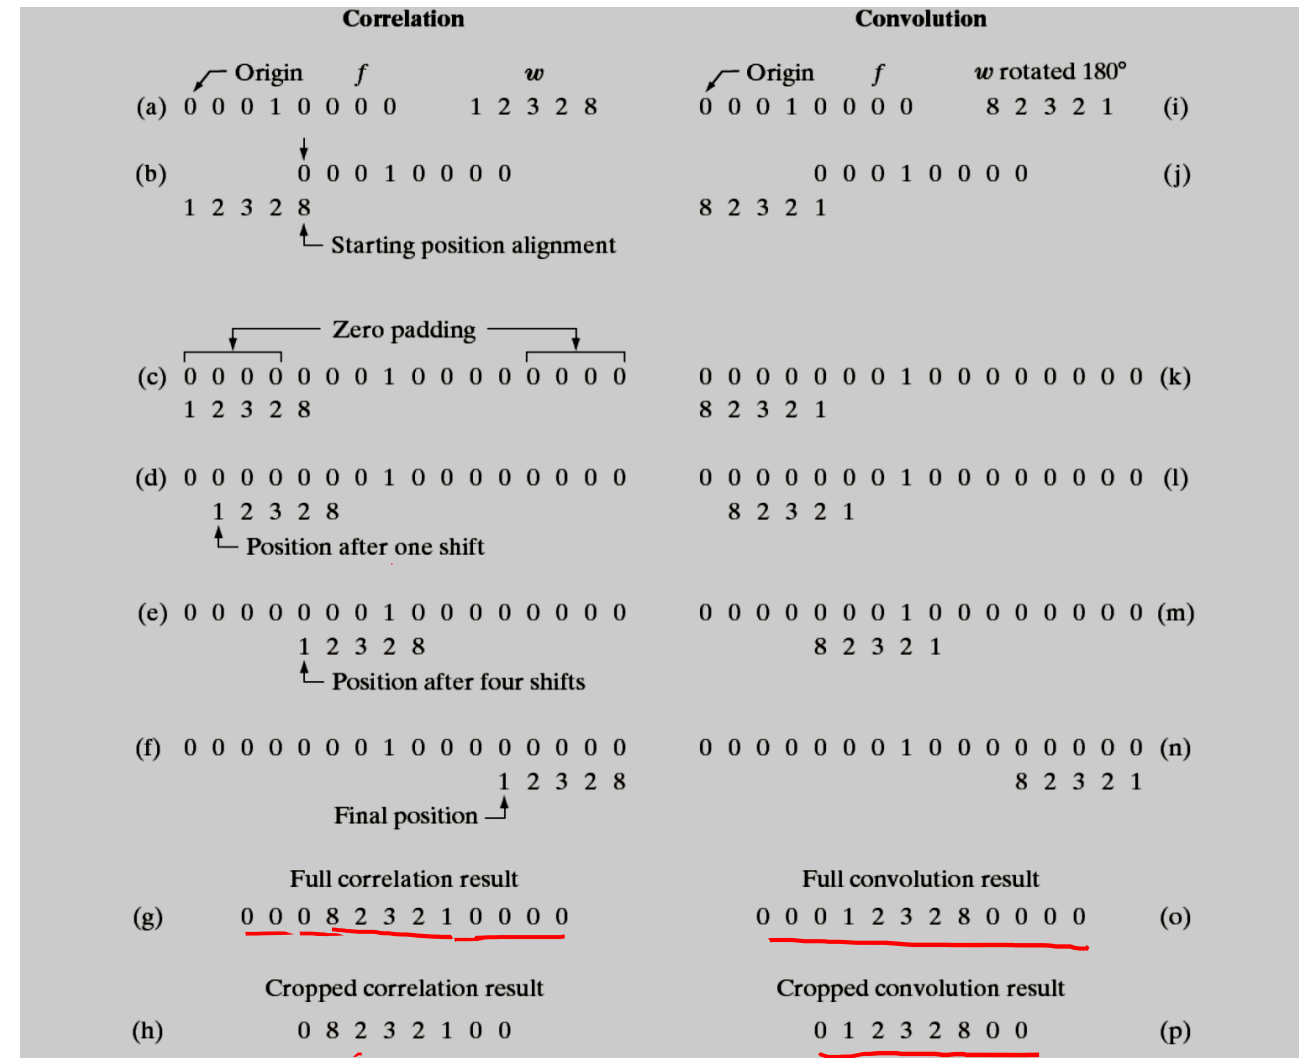 Correlation Convolution
Origin f w Origin f w rotated 180°
(a) 0 0 0 1 0 0 0 0 1 2 3 2 8 0 0 0 1 0 0 0 0 8 2 3 2 1 (i)
(b) 0 0 0 1 0 0 0 0 0 0 0 1 0 0 0 0 (j)
1 2 3 2 8 8 2 3 2 1
Starting position alignment
Zero padding
(c) 0 0 0 0 0 0 0 1 0 0 0 0 0 0 0 0 0 0 0 0 0 0 0 1 0 0 0 0 0 0 0 0 (k)
1 2 3 2 8 8 2 3 2 1
(d) 0 0 0 0 0 0 0 1 0 0 0 0 0 0 0 0 0 0 0 0 0 0 0 1 0 0 0 0 0 0 0 0 (l)
1 2 3 2 8 8 2 3 2 1
Position after one shift
(e) 0 0 0 0 0 0 0 1 0 0 0 0 0 0 0 0 0 0 0 0 0 0 0 1 0 0 0 0 0 0 0 0 (m)
1 2 3 2 8 8 2 3 2 1
Position after four shifts
(f) 0 0 0 0 0 0 0 1 0 0 0 0 0 0 0 0 0 0 0 0 0 0 0 1 0 0 0 0 0 0 0 0 (n)
1 2 3 2 8 8 2 3 2 1
Final position
Full correlation result Full convolution result
(g) 0 0 0 8 2 3 2 1 0 0 0 0 0 0 0 1 2 3 2 8 0 0 0 0 (o)
Cropped correlation result Cropped convolution result
(h) 0 8 2 3 2 1 0 0 0 1 2 3 2 8 0 0 (p)